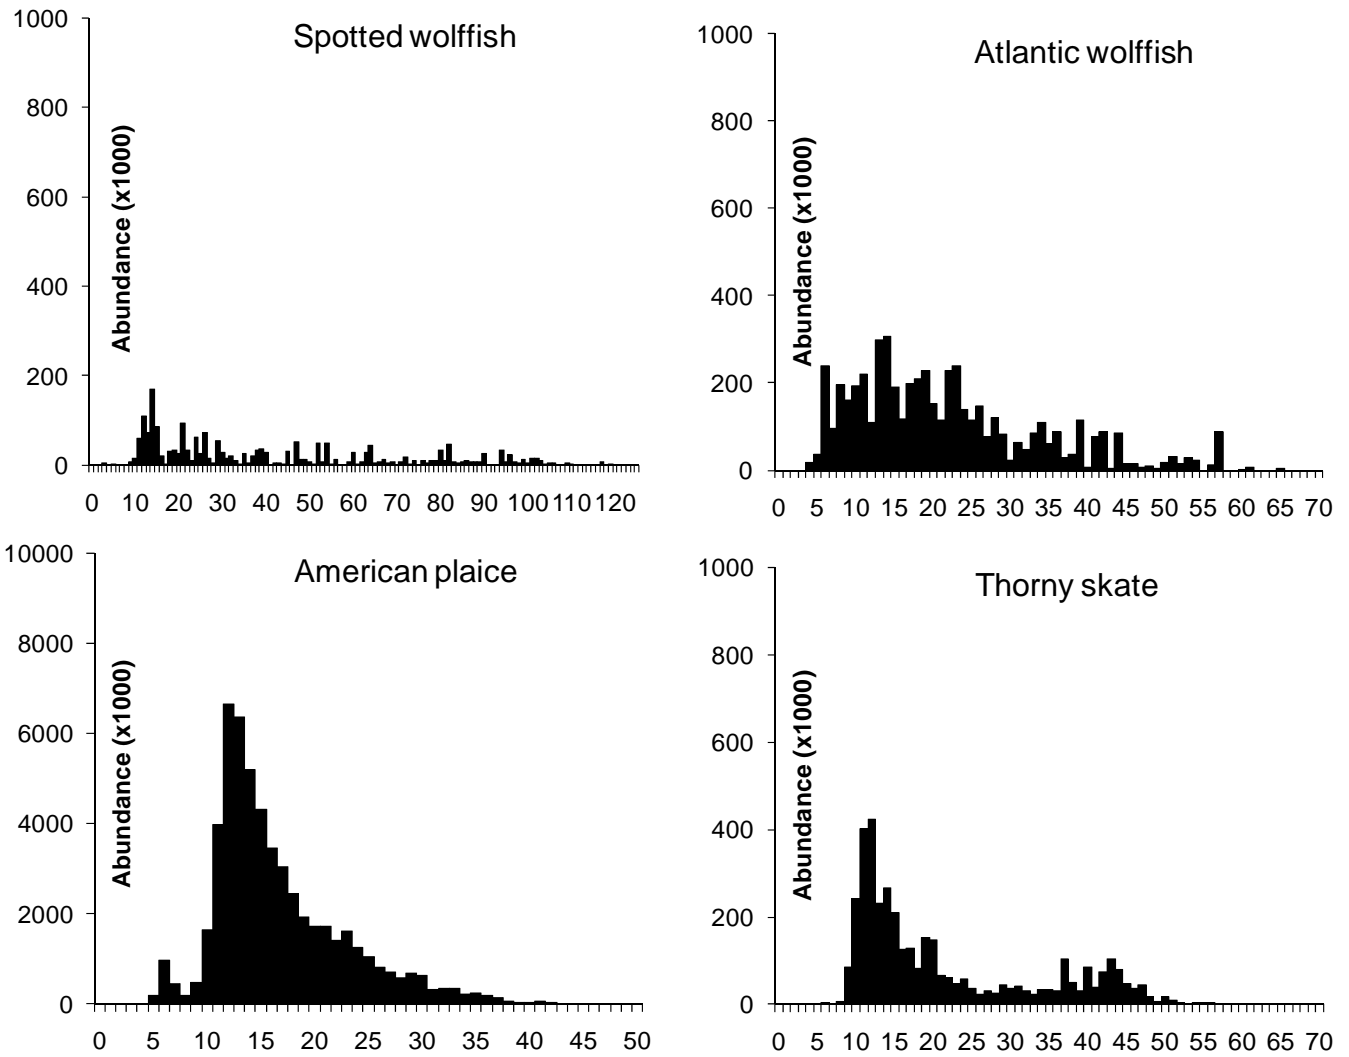 Spotted wolffish
1000
800
600
400
200
0
Abundance (x1000)
0 10 20 30 40 50 60 70 80 90 100 110 120
Atlantic wolffish
1000
800
600
400
200
0
Abundance (x1000)
0 5 10 15 20 25 30 35 40 45 50 55 60 65 70
American plaice
10000
8000
6000
4000
2000
0
Abundance (x1000)
0 5 10 15 20 25 30 35 40 45 50
Thorny skate
1000
800
600
400
200
0
Abundance (x1000)
0 5 10 15 20 25 30 35 40 45 50 55 60 65 70